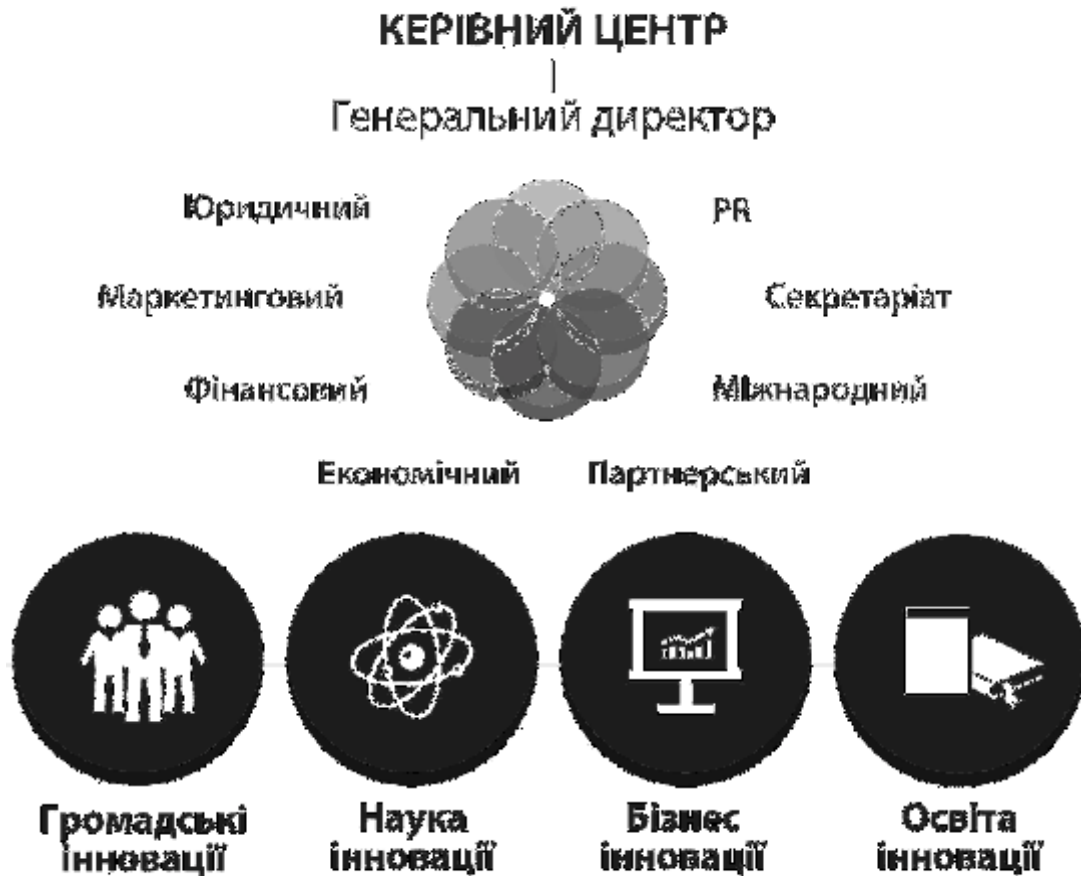 КЕРІВНИЙ ЦЕНТР
Генеральний директор
Юридичний
PR
Маркетинговий
Секретаріат
Фінансовий
Міжнародний
Економічний
Партнерський
Громадські
інновації
Наука
інновації
Бізнес
інновації
Освіта
інновації